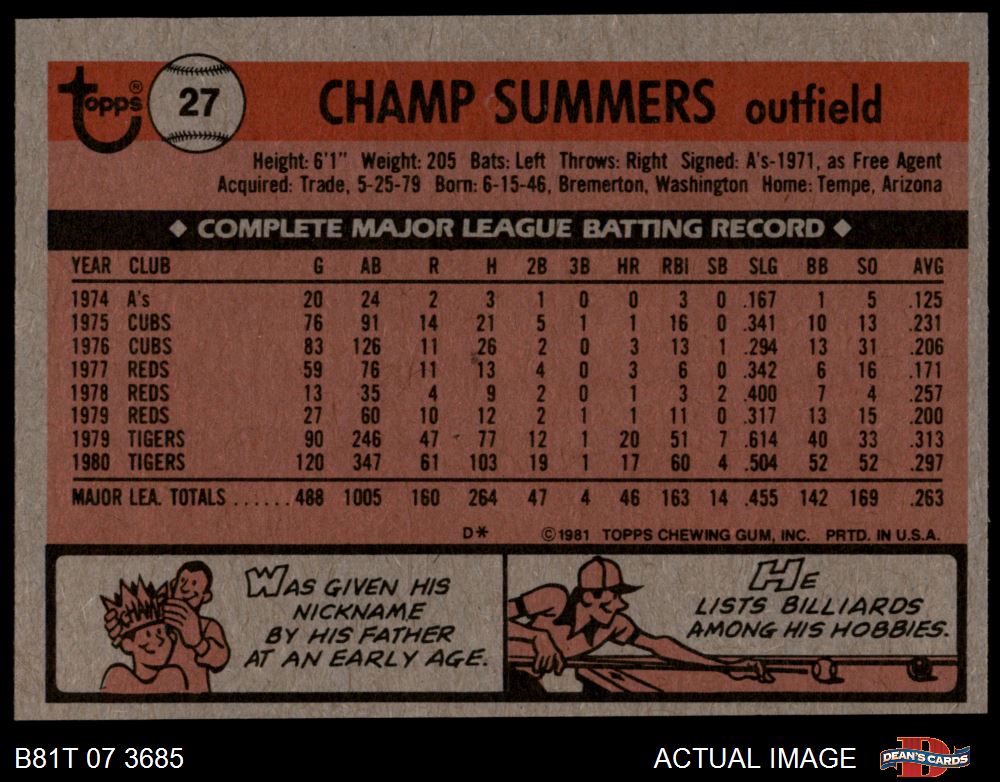 Topps® 27 CHAMP SUMMERS outfield
Height: 6'1" Weight: 205 Bats: Left Throws: Right Signed: A's-1971, as Free Agent
Acquired: Trade, 5-25-79 Born: 6-15-46, Bremerton, Washington Home: Tempe, Arizona
◆ COMPLETE MAJOR LEAGUE BATTING RECORD ◆
YEAR CLUB G AB R H 2B 3B HR RBI SB SLG BB SO AVG
1974 A's 20 24 2 3 1 0 0 3 0 .167 1 5 .125
1975 CUBS 76 91 14 21 5 1 1 16 0 .341 10 13 .231
1976 CUBS 83 126 11 26 2 0 3 13 1 .294 13 31 .206
1977 REDS 59 76 11 13 4 0 3 6 0 .342 6 16 .171
1978 REDS 13 35 4 9 2 0 1 3 2 .400 7 4 .257
1979 REDS 27 60 10 12 2 1 1 11 0 .317 13 15 .200
1979 TIGERS 90 246 47 77 12 1 20 51 7 .614 40 33 .313
1980 TIGERS 120 347 61 103 19 1 17 60 4 .504 52 52 .297
MAJOR LEA. TOTALS ......488 1005 160 264 47 4 46 163 14 .455 142 169 .263
D* ©1981 TOPPS CHEWING GUM, INC. PRTD. IN U.S.A.
CHAMP
WAS GIVEN HIS
NICKNAME
BY HIS FATHER
AT AN EARLY AGE.
HE
LISTS BILLIARDS
AMONG HIS HOBBIES.
B81T 07 3685 ACTUAL IMAGE DEAN'S CARDS